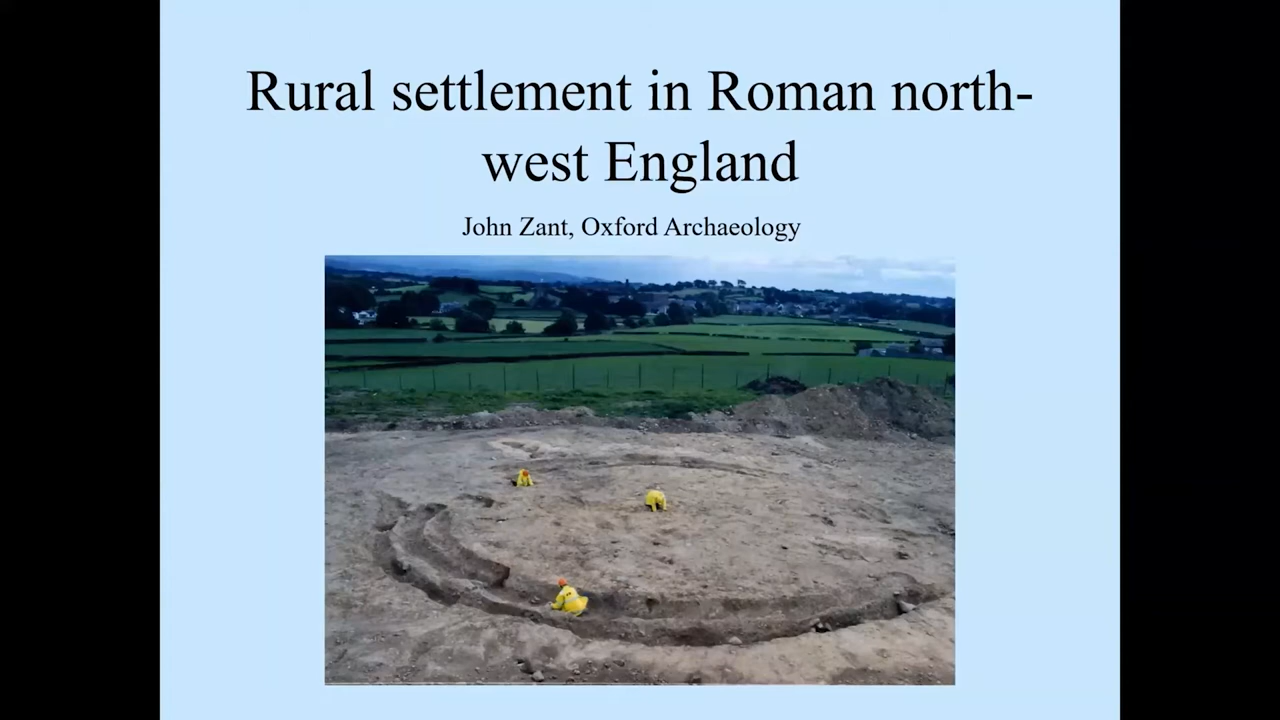 Rural settlement in Roman north-
west England
John Zant, Oxford Archaeology